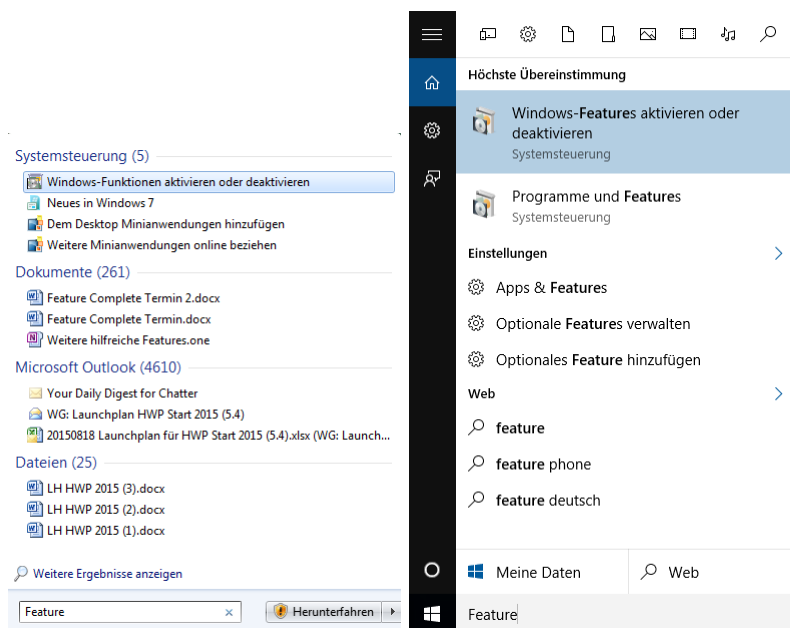 Systemsteuerung (5)
Windows-Funktionen aktivieren oder deaktivieren
Neues in Windows 7
Dem Desktop Minianwendungen hinzufügen
Weitere Minianwendungen online beziehen
Dokumente (261)
Feature Complete Termin 2.docx
Feature Complete Termin.docx
Weitere hilfreiche Features.one
Microsoft Outlook (4610)
Your Daily Digest for Chatter
WG: Launchplan HWP Start 2015 (5.4)
20150818 Launchplan für HWP Start 2015 (5.4).xlsx (WG: Launch...
Dateien (25)
LH HWP 2015 (3).docx
LH HWP 2015 (2).docx
LH HWP 2015 (1).docx
Weitere Ergebnisse anzeigen
Feature
Herunterfahren
Höchste Übereinstimmung
Windows-Features aktivieren oder
deaktivieren
Systemsteuerung
Programme und Features
Systemsteuerung
Einstellungen
Apps & Features
Optionale Features verwalten
Optionales Feature hinzufügen
Web
feature
feature phone
feature deutsch
Meine Daten
Web
Feature